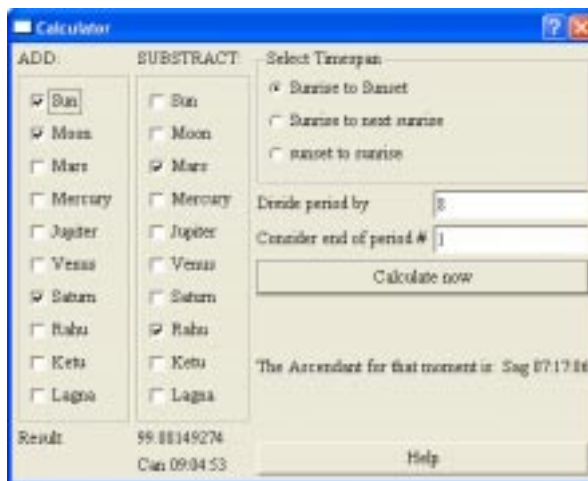 Calculator
ADD:
Sun
Moon
Mars
Mercury
Jupiter
Venus
Saturn
Rahu
Ketu
Lagna
SUBSTRACT:
Sun
Moon
Mars
Mercury
Jupiter
Venus
Saturn
Rahu
Ketu
Lagna
Select Timespan
Sunrise to Sunset
Sunrise to next sunrise
sunset to sunrise
Divide period by 8
Consider end of period # 1
Calculate now
The Ascendant for that moment is: Sag 07:17:06
Result: 99.08149274
Can 09:04:53
Help